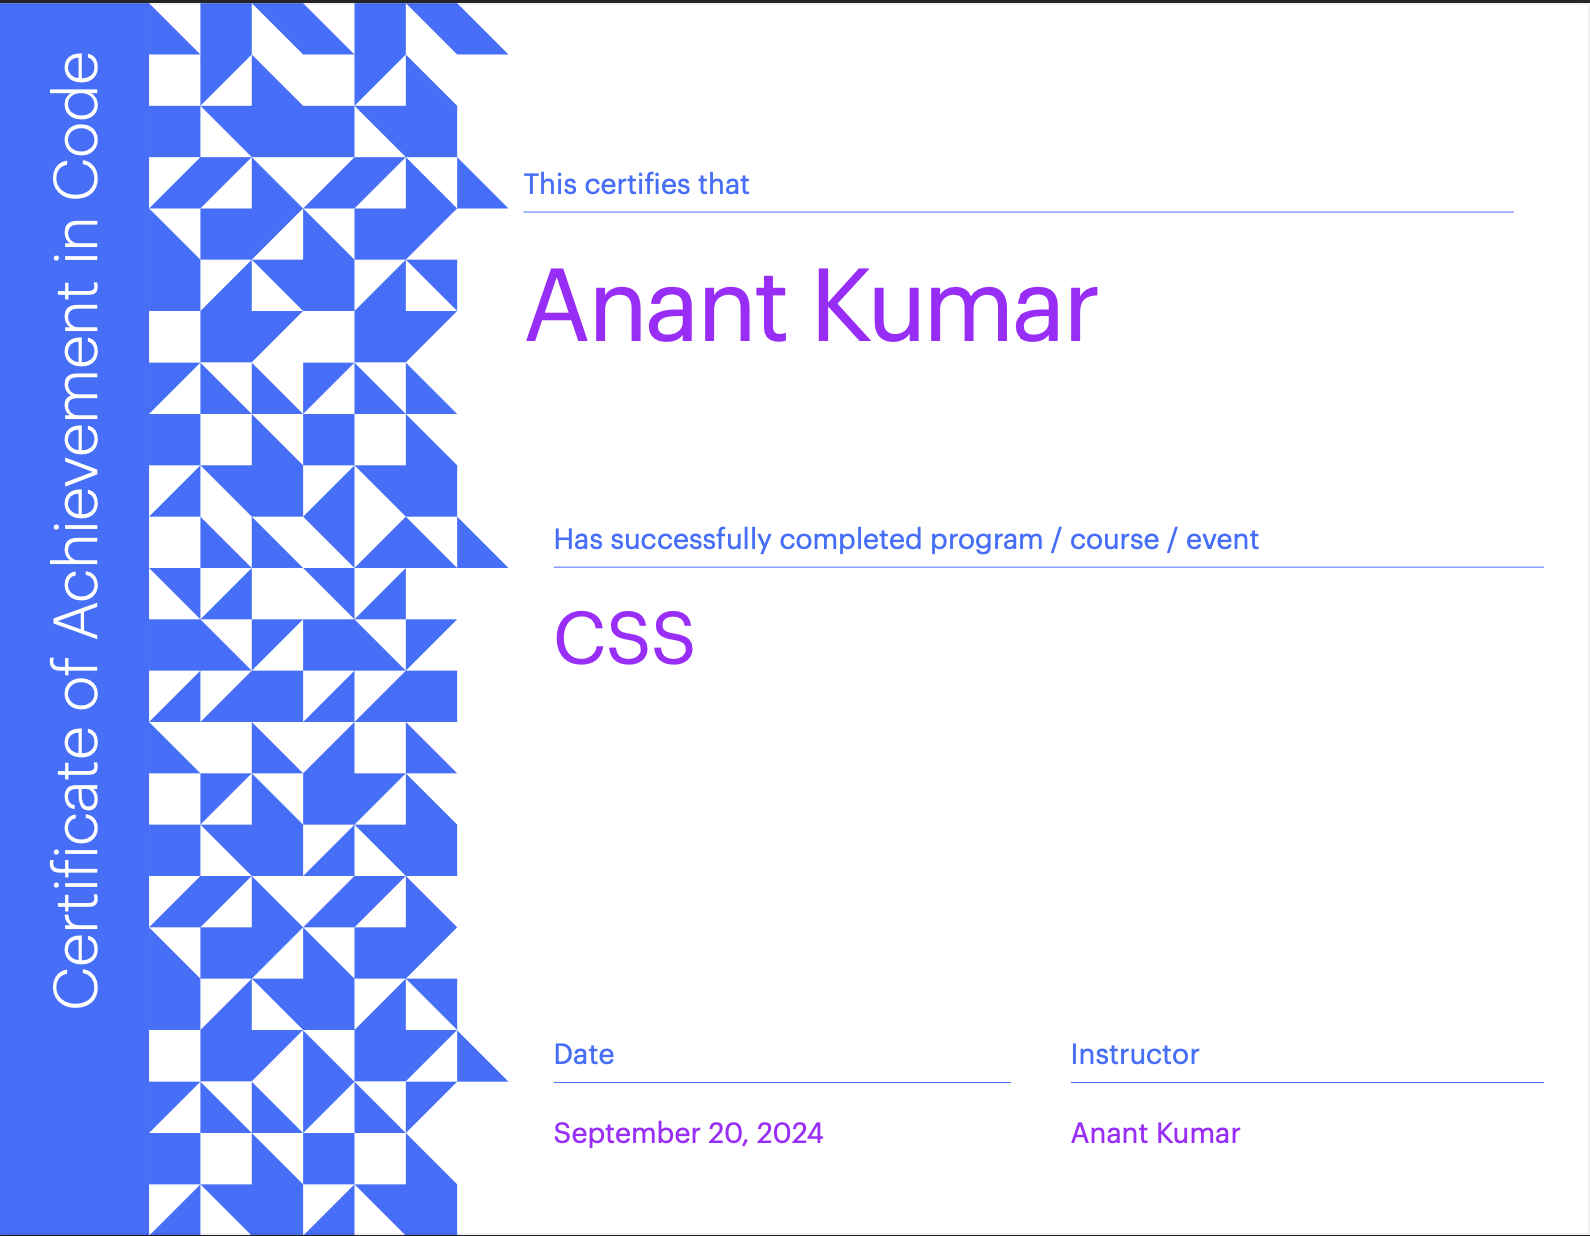 Certificate of Achievement in Code
This certifies that
Anant Kumar
Has successfully completed program / course / event
CSS
Date
Instructor
September 20, 2024
Anant Kumar